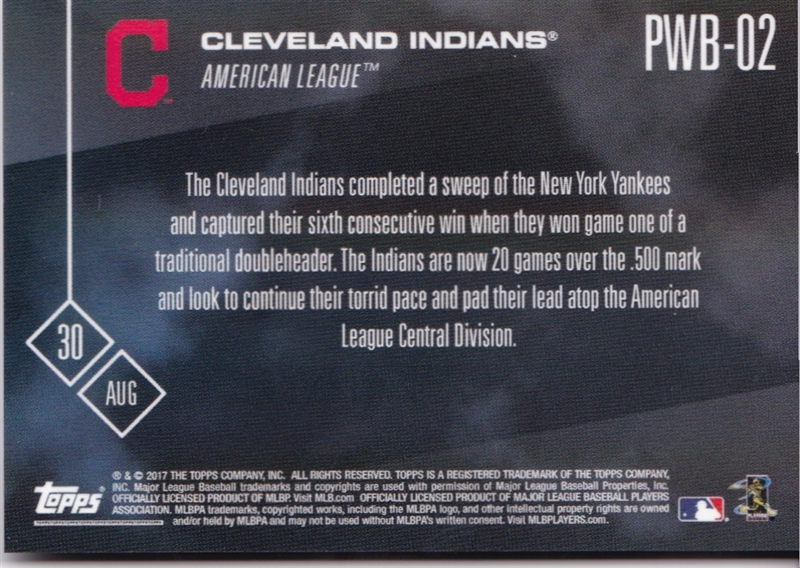 C
CLEVELAND INDIANS®
AMERICAN LEAGUE™
PWB-02
The Cleveland Indians completed a sweep of the New York Yankees
and captured their sixth consecutive win when they won game one of a
traditional doubleheader. The Indians are now 20 games over the .500 mark
and look to continue their torrid pace and pad their lead atop the American
League Central Division.
30
AUG
® & © 2017 THE TOPPS COMPANY, INC. ALL RIGHTS RESERVED. TOPPS IS A REGISTERED TRADEMARK OF THE TOPPS COMPANY,
INC. Major League Baseball trademarks and copyrights are used with permission of Major League Baseball Properties, Inc.
OFFICIALLY LICENSED PRODUCT OF MLBP. Visit MLB.com OFFICIALLY LICENSED PRODUCT OF MAJOR LEAGUE BASEBALL PLAYERS
ASSOCIATION. MLBPA trademarks, copyrighted works, including the MLBPA logo, and other intellectual property rights are owned
and/or held by MLBPA and may not be used without MLBPA's written consent. Visit MLBPLAYERS.com.
Topps®